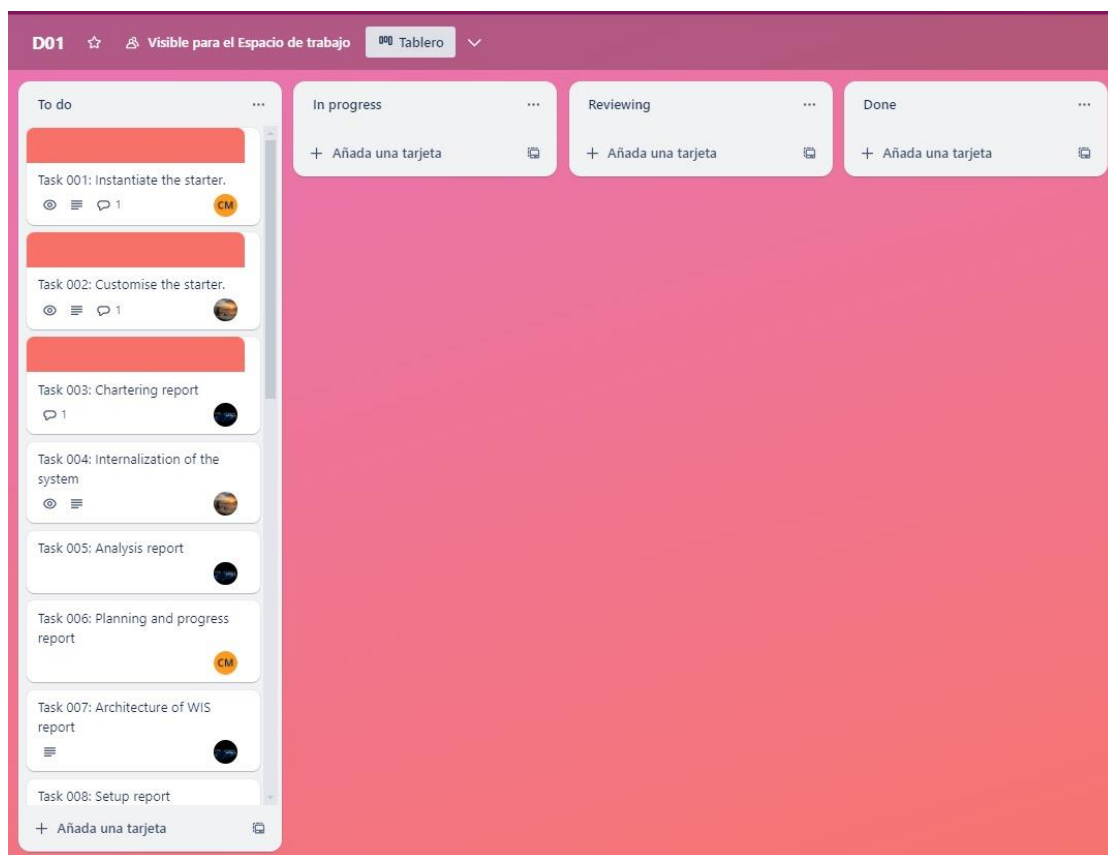 D01 Visible para el Espacio de trabajo Tablero
To do
Task 001: Instantiate the starter.
1 CM
Task 002: Customise the starter.
1
Task 003: Chartering report
1
Task 004: Internalization of the
system
Task 005: Analysis report
Task 006: Planning and progress
report
CM
Task 007: Architecture of WIS
report
Task 008: Setup report
+ Añada una tarjeta
In progress
+ Añada una tarjeta
Reviewing
+ Añada una tarjeta
Done
+ Añada una tarjeta